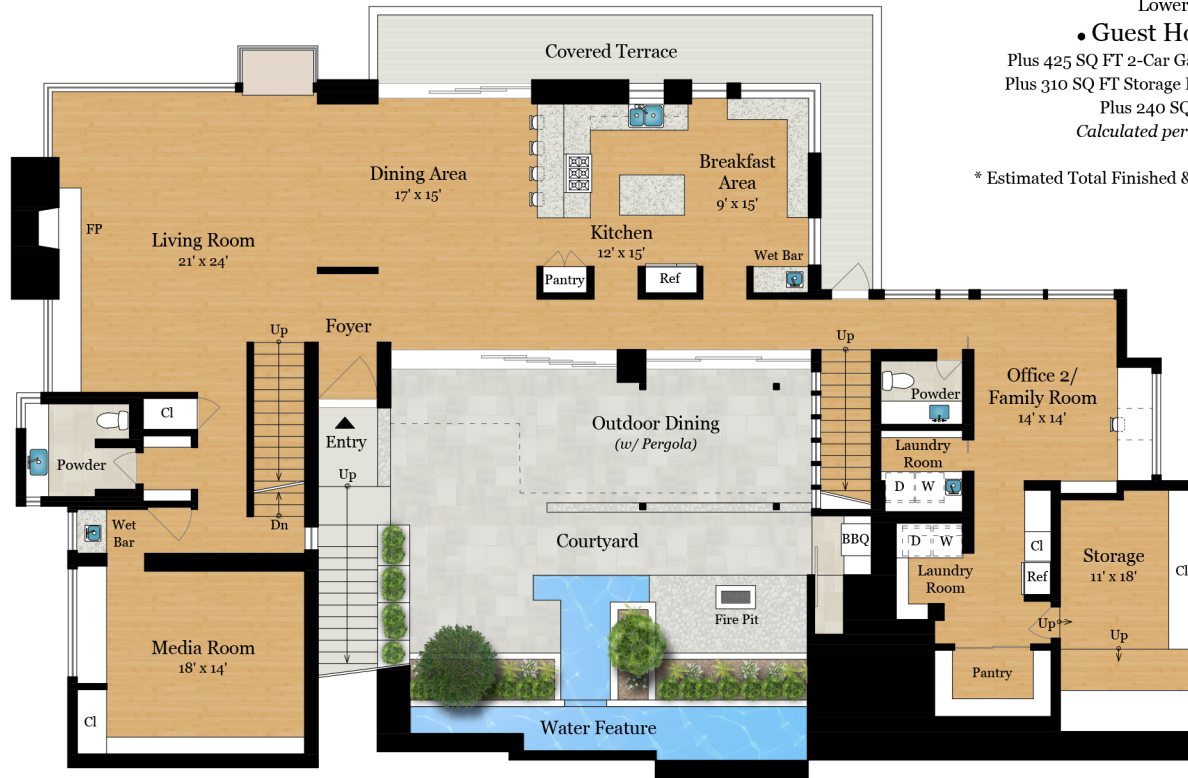 Lower
• Guest Ho
Plus 425 SQ FT 2-Car Ga
Plus 310 SQ FT Storage
Plus 240 SQ
Calculated per
* Estimated Total Finished &
Covered Terrace
Dining Area
17' x 15'
Breakfast
Area
9' x 15'
Living Room
21' x 24'
FP
Kitchen
12' x 15'
Pantry
Ref
Wet Bar
Up
Foyer
Up
Office 2/
Family Room
14' x 14'
Powder
Cl
Entry
Outdoor Dining
(w/ Pergola)
Laundry
Room
Powder
Up
D
W
Dn
Wet
Bar
Courtyard
BBQ
D
W
Cl
Storage
11' x 18'
Cl
Laundry
Room
Ref
Fire Pit
Up
Up
Media Room
18' x 14'
Pantry
Cl
Water Feature